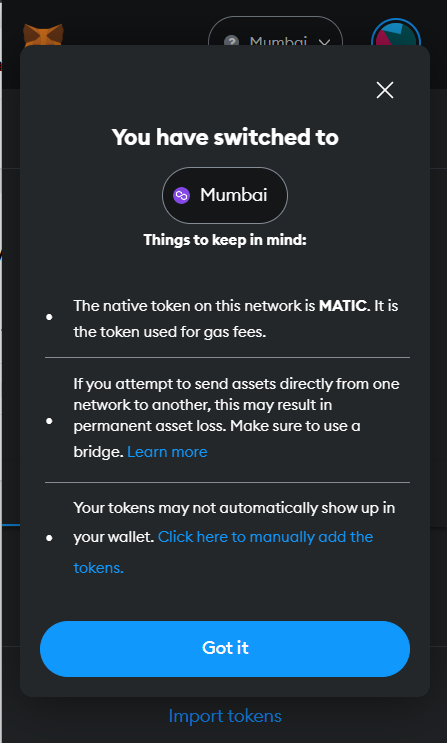 Mumbai
You have switched to
Mumbai
Things to keep in mind:
The native token on this network is MATIC. It is
the token used for gas fees.
If you attempt to send assets directly from one
network to another, this may result in
permanent asset loss. Make sure to use a
bridge. Learn more
Your tokens may not automatically show up in
your wallet. Click here to manually add the
tokens.
Got it
Import tokens